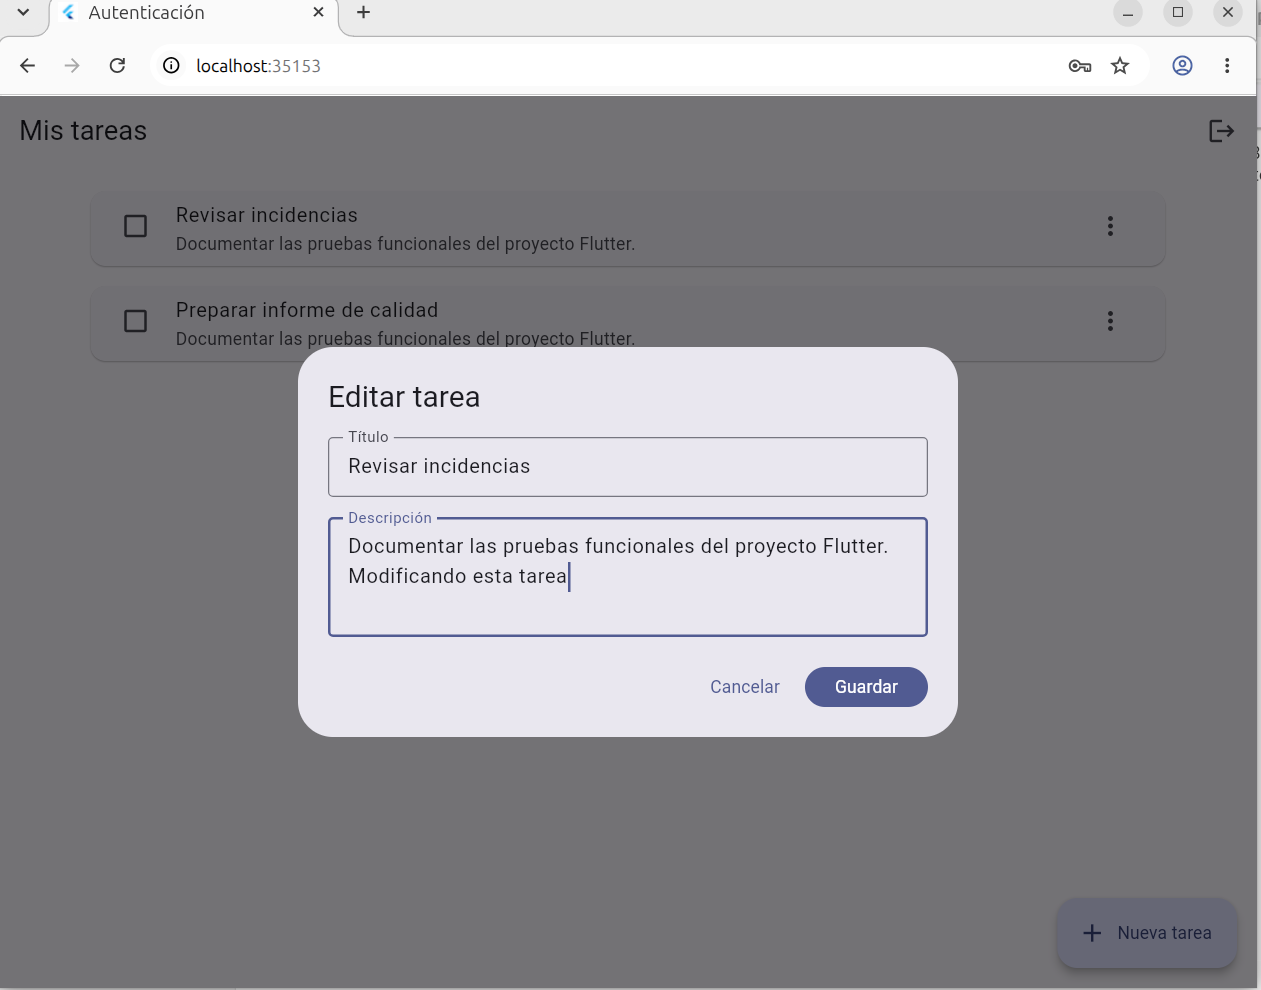 Autenticación
localhost:35153
Mis tareas
Revisar incidencias
Documentar las pruebas funcionales del proyecto Flutter.
Preparar informe de calidad
Documentar las pruebas funcionales del proyecto Flutter.
Editar tarea
Título
Revisar incidencias
Descripción
Documentar las pruebas funcionales del proyecto Flutter.
Modificando esta tarea
Cancelar
Guardar
Nueva tarea